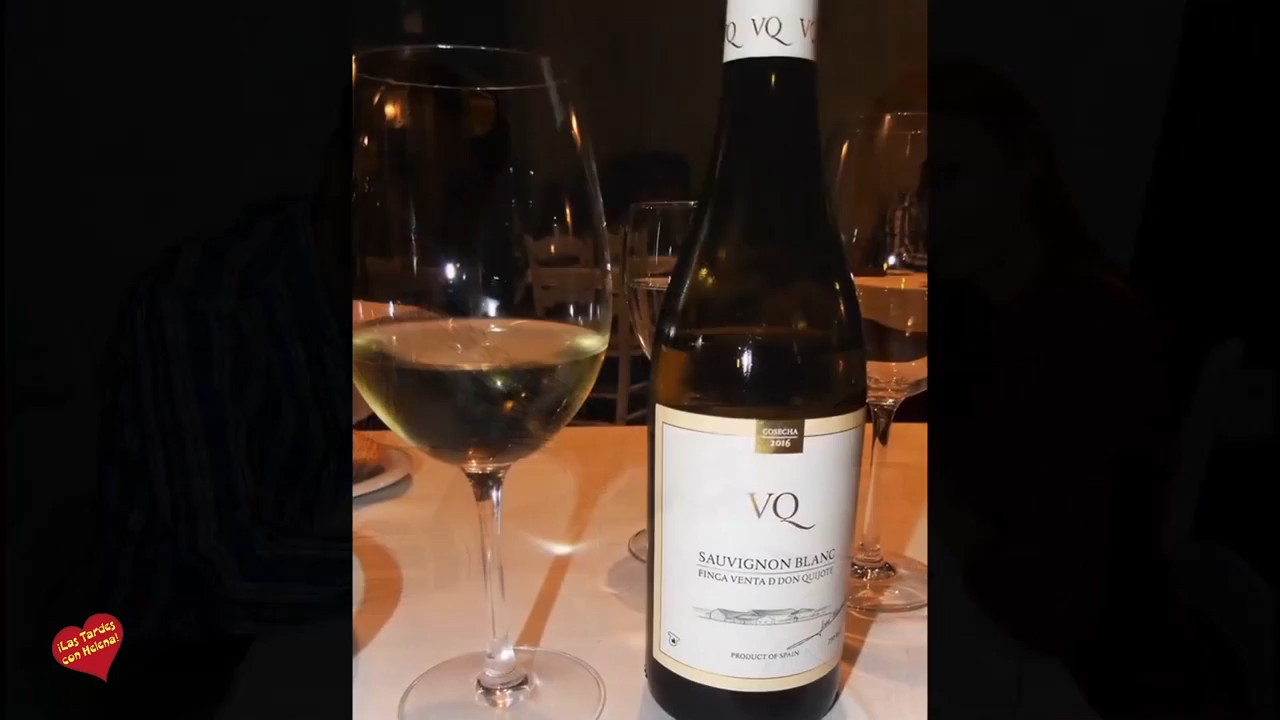 VQ
COSECHA
2016
VQ
SAUVIGNON BLANC
FINCA VENTA D DON QUIJOTE
PRODUCT OF SPAIN
¡Las Tardes
con Helena!